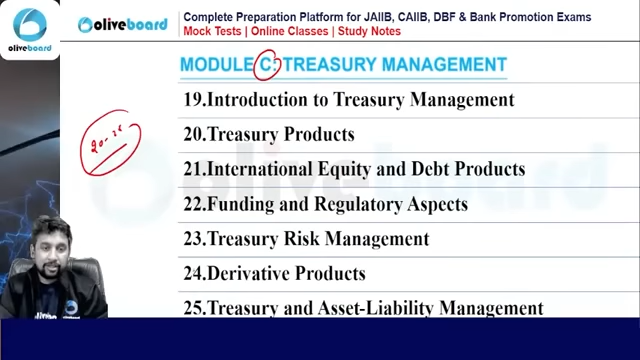 oliveboard
oliveboard
Complete Preparation Platform for JAIIB, CAIIB, DBF & Bank Promotion Exams
Mock Tests | Online Classes | Study Notes
MODULE C: TREASURY MANAGEMENT
19.Introduction to Treasury Management
20.Treasury Products
21.International Equity and Debt Products
22.Funding and Regulatory Aspects
23.Treasury Risk Management
24.Derivative Products
25.Treasury and Asset-Liability Management
oliveboard